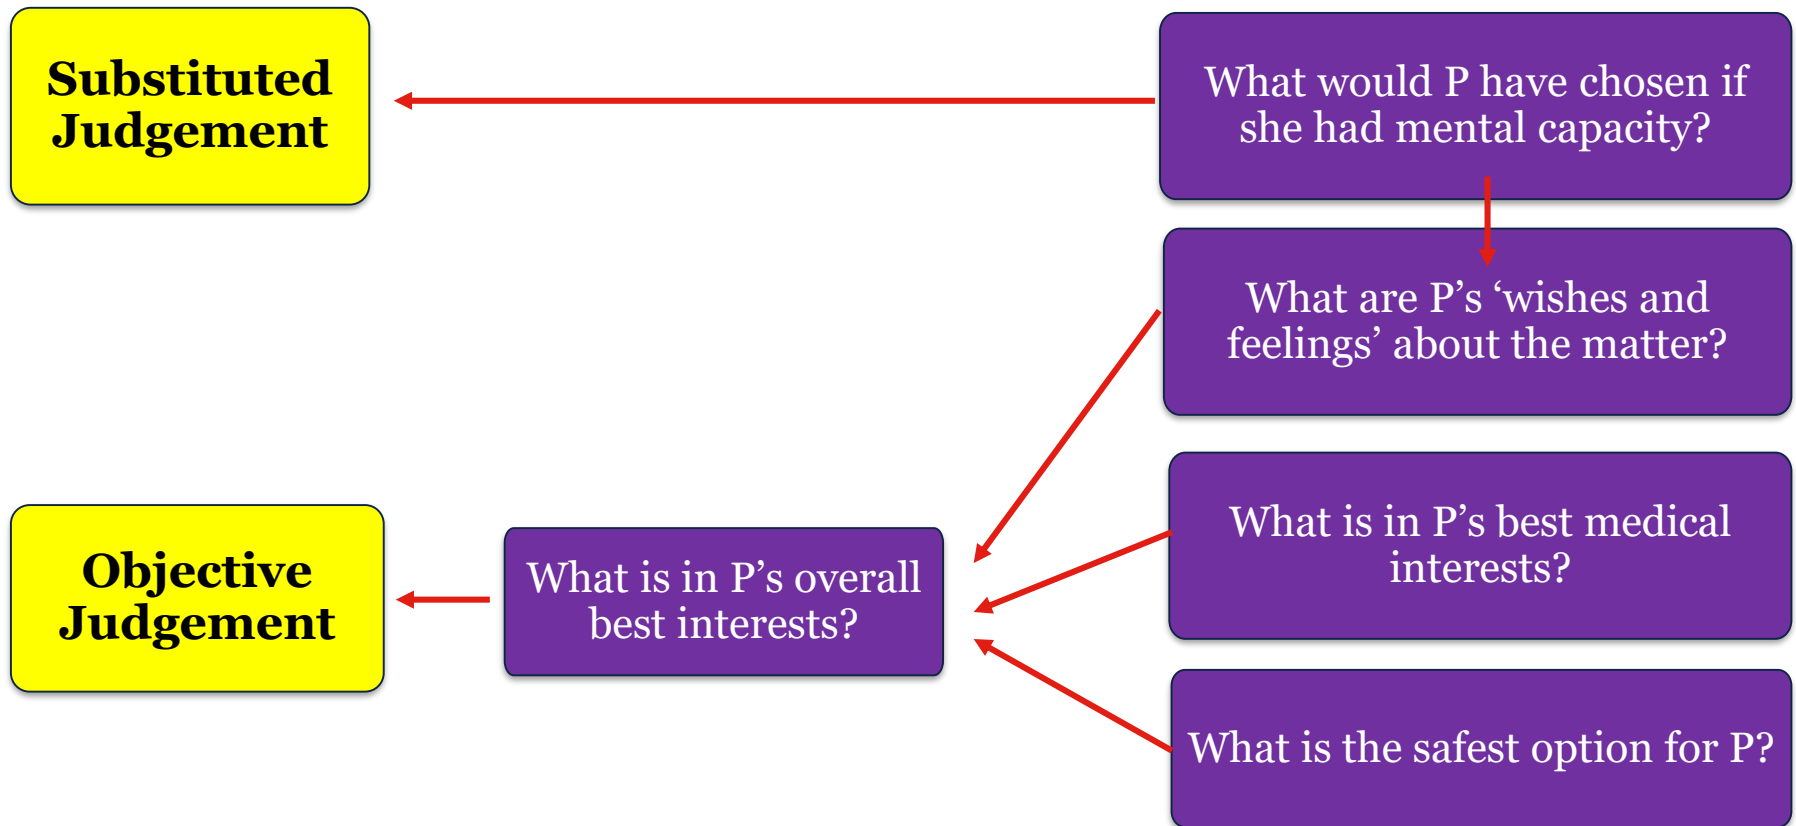 Substituted
Judgement
What would P have chosen if
she had mental capacity?
What are P’s ‘wishes and
feelings’ about the matter?
Objective
Judgement
What is in P’s overall
best interests?
What is in P’s best medical
interests?
What is the safest option for P?